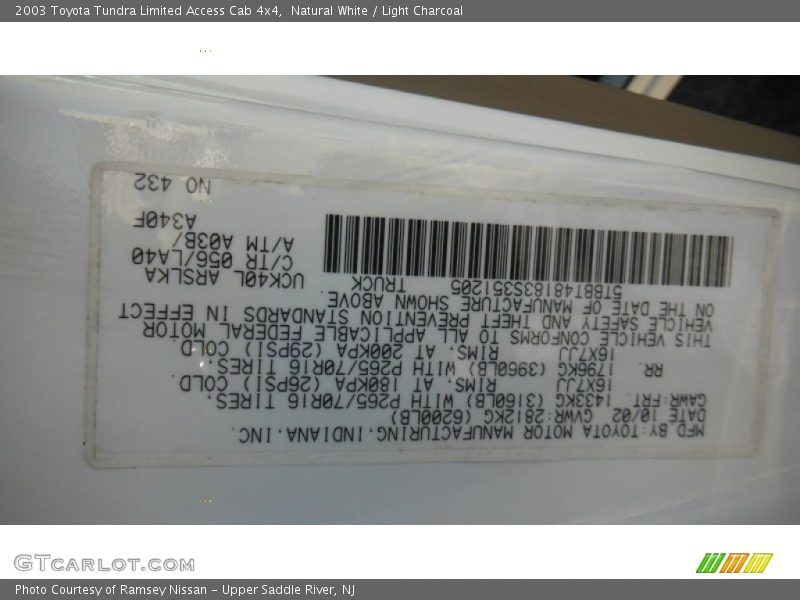 2003 Toyota Tundra Limited Access Cab 4x4,  Natural White / Light Charcoal
MFD. BY: TOYOTA MOTOR MANUFACTURING. INDIANA. INC.
DATE 10/02 GVWR: 2812KG (6200LB)
GAWR: FRT. 1433KG (3160LB) WITH P265/70R16 TIRES.
16X7JJ RIMS. AT 180KPA (26PSI) COLD.
RR. 1796KG (3960LB) WITH P265/70R16 TIRES.
16X7JJ RIMS. AT 200KPA (29PSI) COLD
THIS VEHICLE CONFORMS TO ALL APPLICABLE FEDERAL MOTOR
VEHICLE SAFETY AND THEFT PREVENTION STANDARDS IN EFFECT
ON THE DATE OF MANUFACTURE SHOWN ABOVE
5TBBT48183S351205 TRUCK
UCK40L ARSLKA
C/TR 056/LA40
A/TM A03B/
A340F
NO 432
GTCARLOT.COM
Photo Courtesy of Ramsey Nissan - Upper Saddle River, NJ